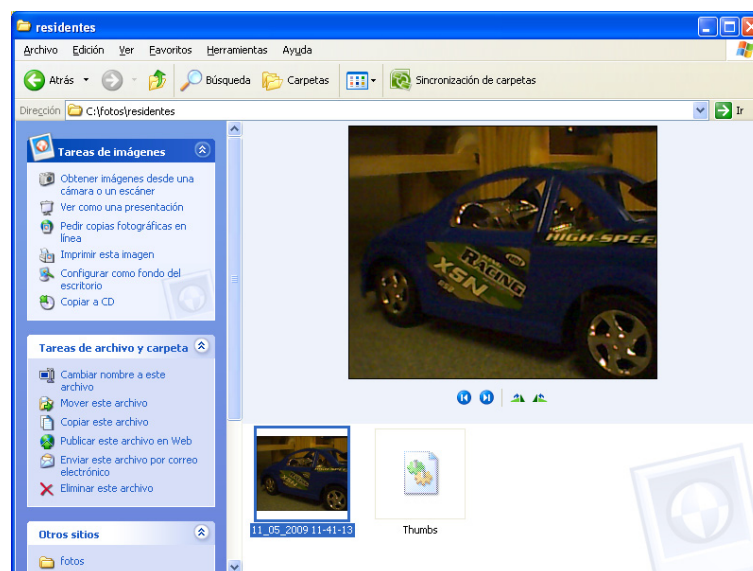 residentes
Archivo Edición Ver Favoritos Herramientas Ayuda
Atrás Búsqueda Carpetas Sincronización de carpetas
Dirección C:\fotos\residentes Ir
Tareas de imágenes
Obtener imágenes desde una
cámara o un escáner
Ver como una presentación
Pedir copias fotográficas en
línea
Imprimir esta imagen
Configurar como fondo del
escritorio
Copiar a CD
HIGH-SPEE
RACING
XSN
Tareas de archivo y carpeta
Cambiar nombre a este
archivo
Mover este archivo
Copiar este archivo
Publicar este archivo en Web
Enviar este archivo por correo
electrónico
Eliminar este archivo
11_05_2009 11-41-13 Thumbs
Otros sitios
fotos